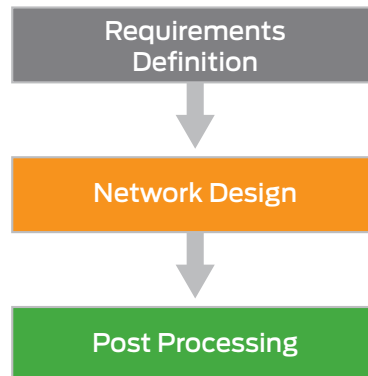 Requirements
Definition
Network Design
Post Processing